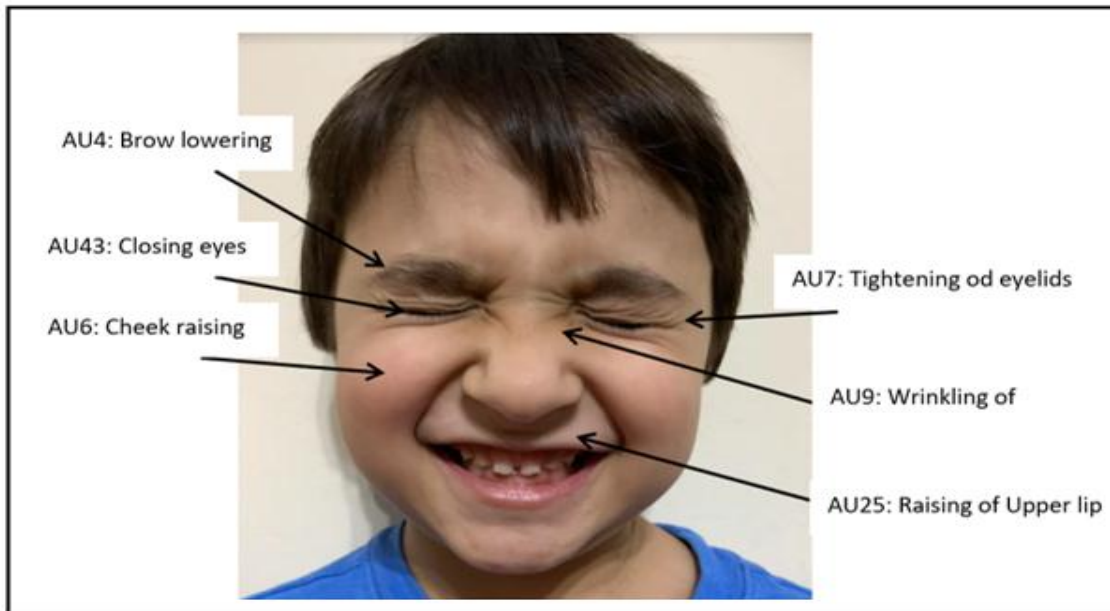 AU4: Brow lowering
AU43: Closing eyes
AU6: Cheek raising
AU7: Tightening od eyelids
AU9: Wrinkling of
AU25: Raising of Upper lip